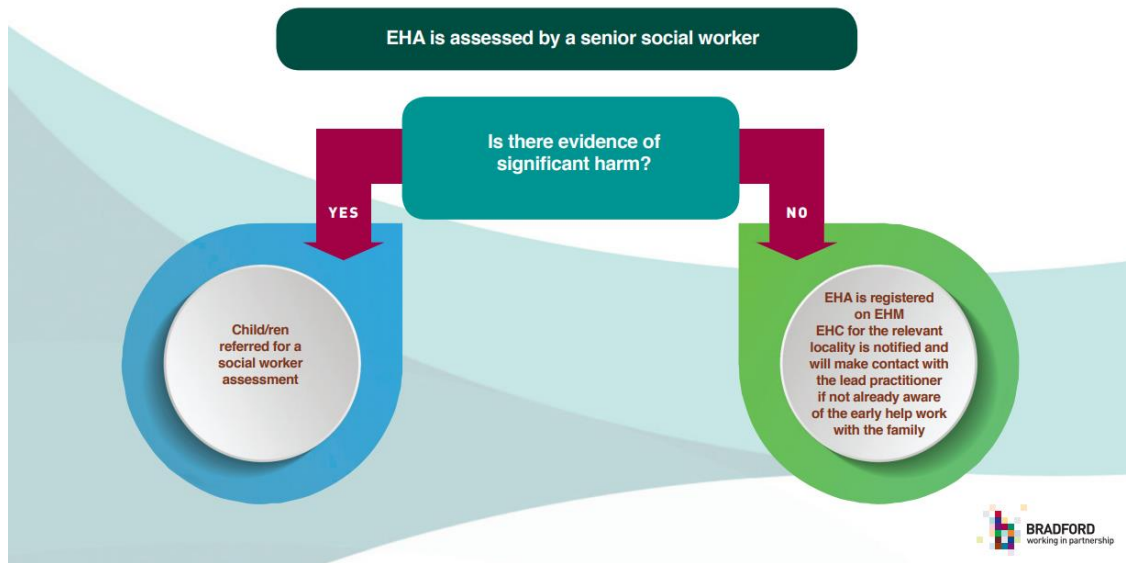 EHA is assessed by a senior social worker
Is there evidence of
significant harm?
YES
NO
Child/ren
referred for a
social worker
assessment
EHA is registered
on EHM
EHC for the relevant
locality is notified and
will make contact with
the lead practitioner
if not already aware
of the early help work
with the family
BRADFORD
working in partnership